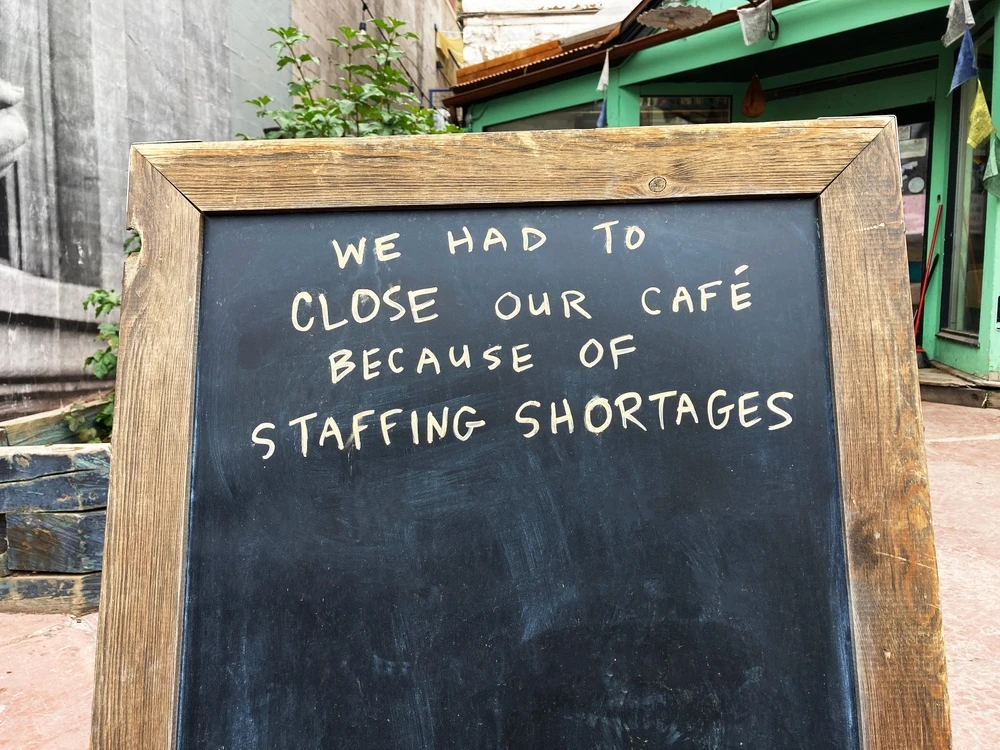 WE HAD TO
CLOSE OUR CAFÉ
BECAUSE OF
STAFFING SHORTAGES